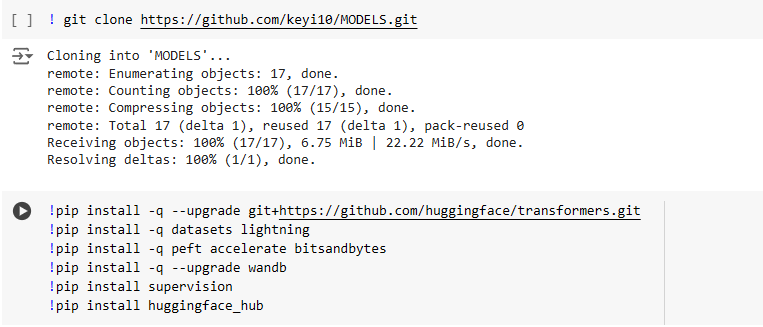 [ ] ! git clone https://github.com/keyi10/MODELS.git
Cloning into 'MODELS'...
remote: Enumerating objects: 17, done.
remote: Counting objects: 100% (17/17), done.
remote: Compressing objects: 100% (15/15), done.
remote: Total 17 (delta 1), reused 17 (delta 1), pack-reused 0
Receiving objects: 100% (17/17), 6.75 MiB | 22.22 MiB/s, done.
Resolving deltas: 100% (1/1), done.
!pip install -q --upgrade git+https://github.com/huggingface/transformers.git
!pip install -q datasets lightning
!pip install -q peft accelerate bitsandbytes
!pip install -q --upgrade wandb
!pip install supervision
!pip install huggingface_hub